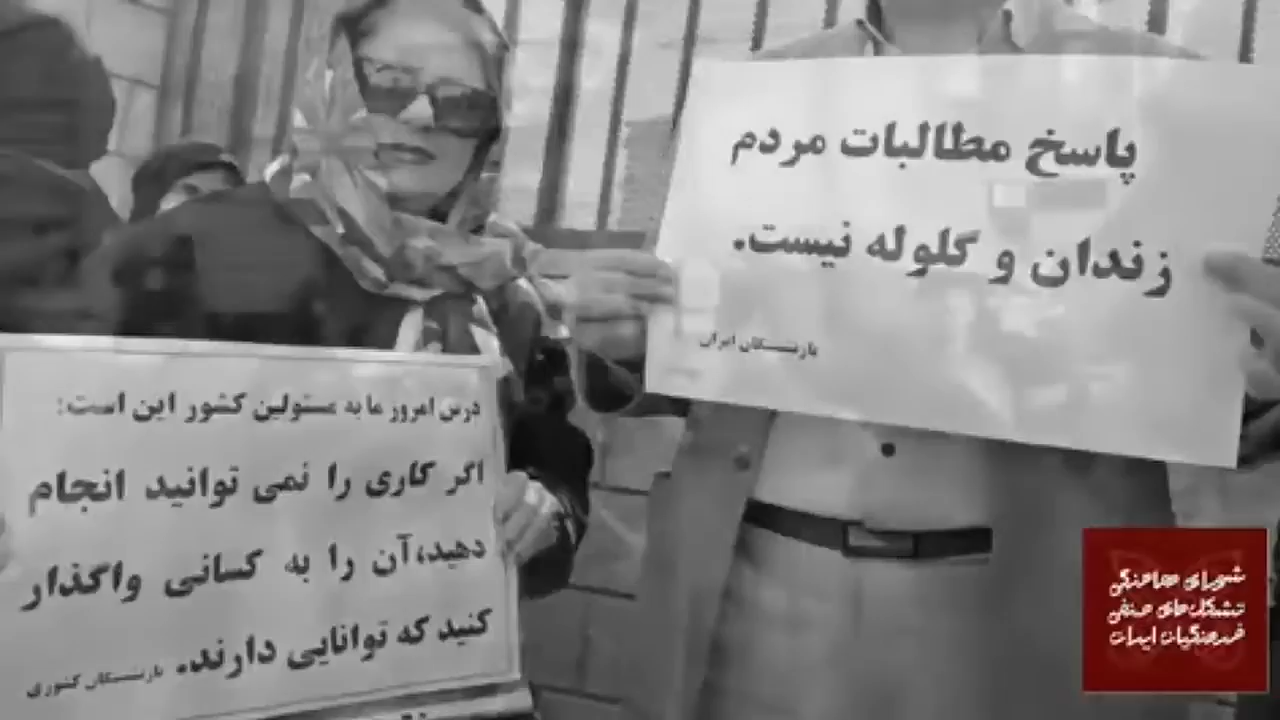 پاسخ مطالبات مردم
زندان و گلوله نیست.
بازنشستگان ایران
درس امروز ما به مسئولین کشور این است:
اگر کاری را نمی توانید انجام
دهید،آن را به کسانی واگذار
کنید که توانایی دارند.
بازنشستگان کشوری
شورای هماهنگی
تشکل‌های صنفی
فرهنگیان ایران